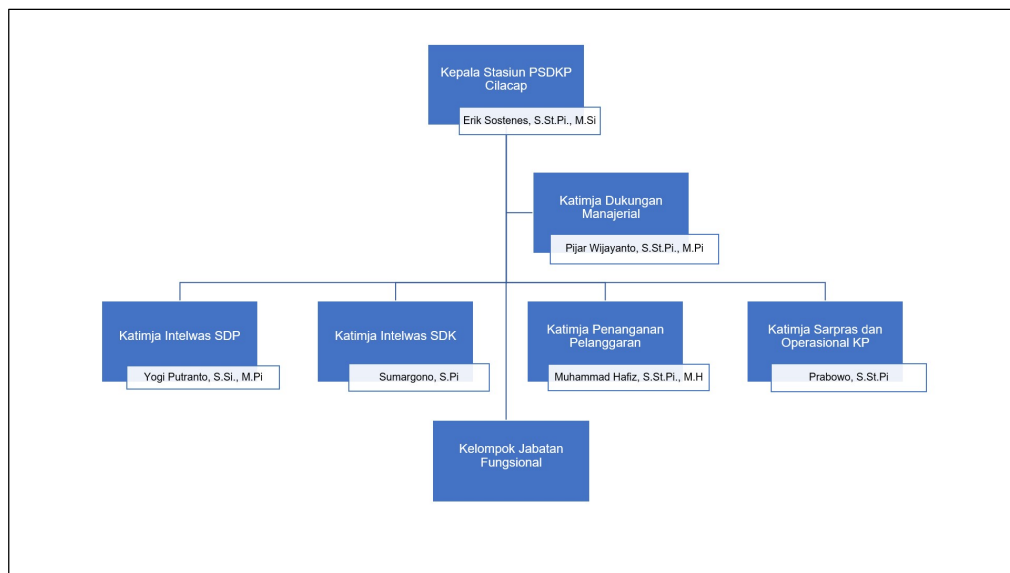 Kepala Stasiun PSDKP
Cilacap
Erik Sostenes, S.St.Pi., M.Si
Katimja Dukungan
Manajerial
Pijar Wijayanto, S.St.Pi., M.Pi
Katimja Intelwas SDP
Yogi Putranto, S.Si., M.Pi
Katimja Intelwas SDK
Sumargono, S.Pi
Katimja Penanganan
Pelanggaran
Muhammad Hafiz, S.St.Pi., M.H
Katimja Sarpras dan
Operasional KP
Prabowo, S.St.Pi
Kelompok Jabatan
Fungsional